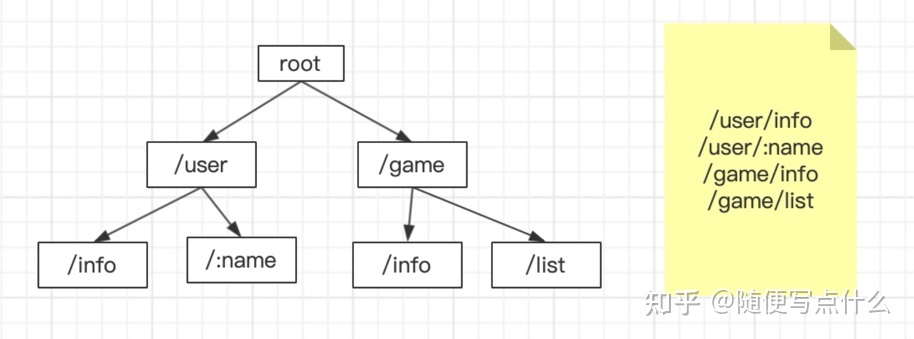 root
/user
/game
/info
/:name
/info
/list
/user/info
/user/:name
/game/info
/game/list
知乎 @随便写点什么